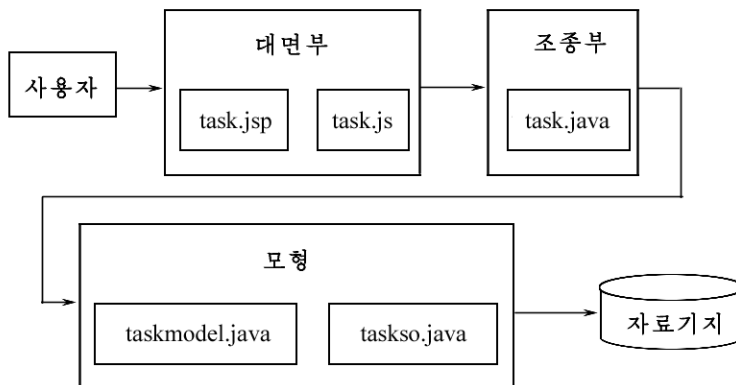 대면부
조종부
사용자
task.jsp
task.js
task.java
모형
taskmodel.java
taskso.java
자료기지